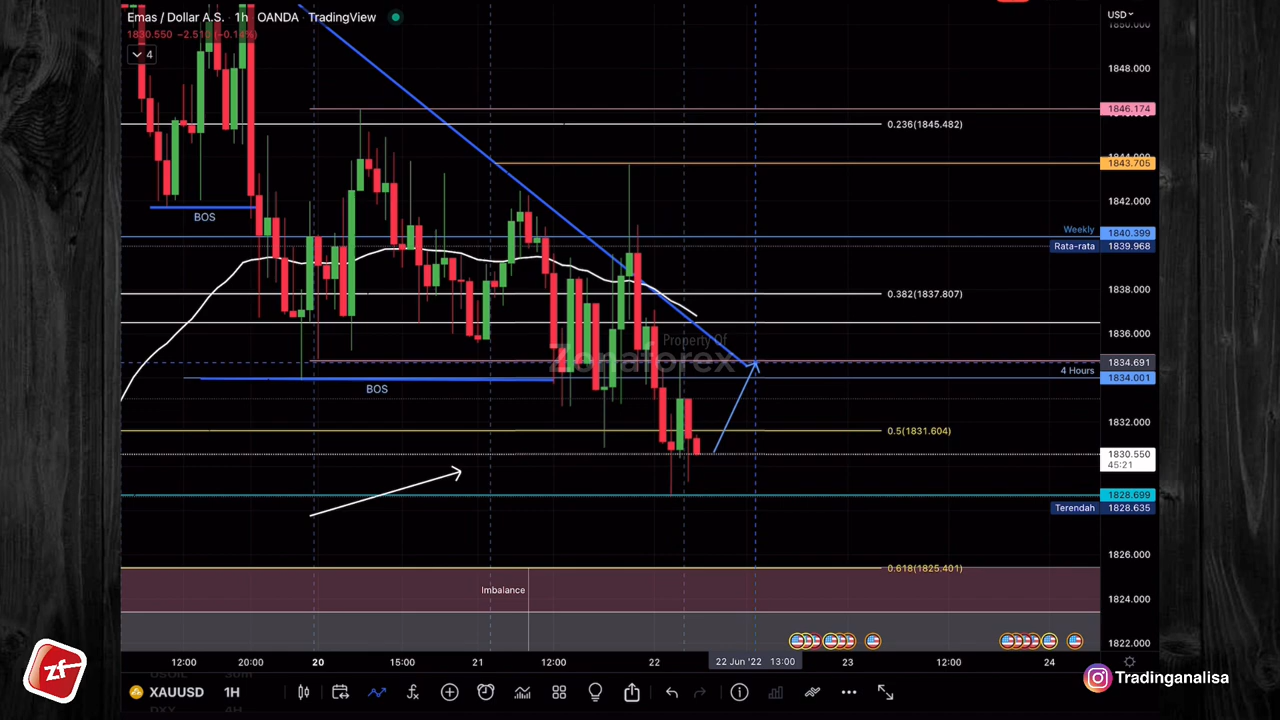 Emas / Dollar A.S. · 1h · OANDA · TradingView
1830.550 −2.510 (−0.14%)
4
USD
1850.000
1848.000
1846.174
0.236(1845.482)
1844.000
1843.705
1842.000
BOS
Weekly 1840.399
Rata-rata 1839.968
1838.000
0.382(1837.807)
1836.000
Property Of
Zonaforex
1834.691
4 Hours 1834.001
BOS
1832.000
0.5(1831.604)
1830.550
45:21
1828.699
Terendah 1828.635
1826.000
0.618(1825.401)
Imbalance
1824.000
1822.000
12:00 20:00 20 15:00 21 12:00 22 22 Jun '22 13:00 23 12:00 24
zf
XAUUSD 1H
Tradinganalisa
DXY 4H